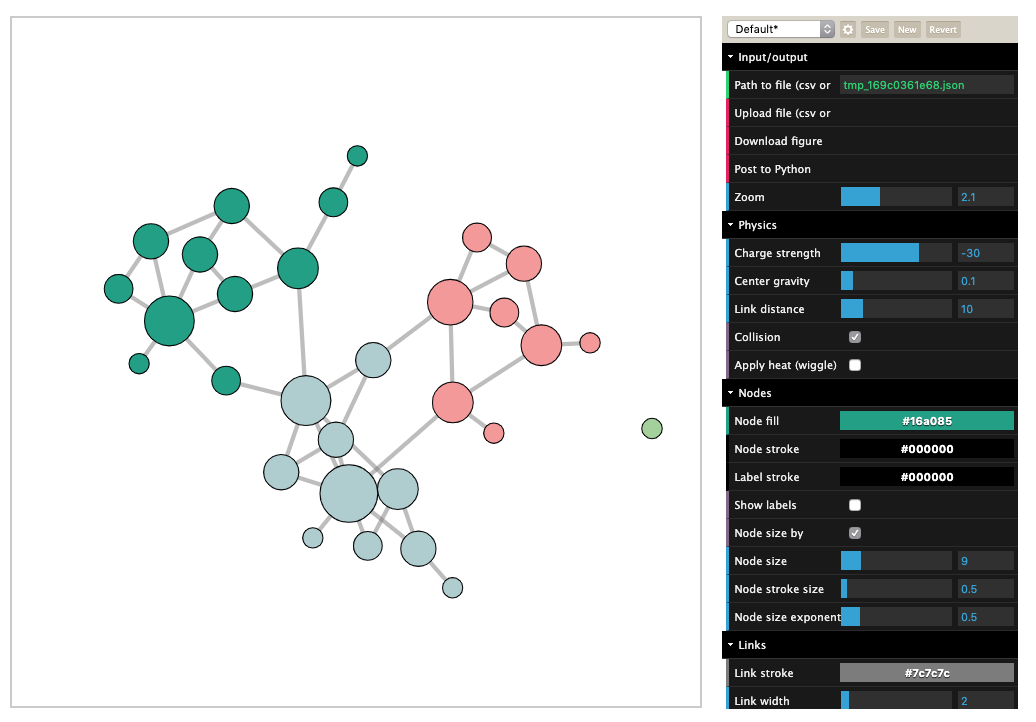 Default* Save New Revert
Input/output
Path to file (csv or tmp_169c0361e68.json
Upload file (csv or
Download figure
Post to Python
Zoom 2.1
Physics
Charge strength -30
Center gravity 0.1
Link distance 10
Collision
Apply heat (wiggle)
Nodes
Node fill #16a085
Node stroke #000000
Label stroke #000000
Show labels
Node size by
Node size 9
Node stroke size 0.5
Node size exponent 0.5
Links
Link stroke #7c7c7c
Link width 2